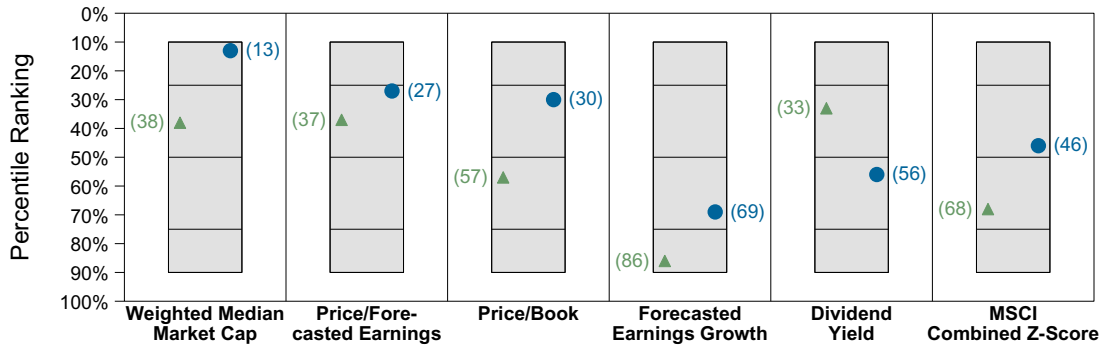 Percentile Ranking
0%
10%
20%
30%
40%
50%
60%
70%
80%
90%
100%
(38)
(13)
(37)
(27)
(57)
(30)
(86)
(69)
(33)
(56)
(68)
(46)
Weighted Median
Market Cap
Price/Fore-
casted Earnings
Price/Book
Forecasted
Earnings Growth
Dividend
Yield
MSCI
Combined Z-Score